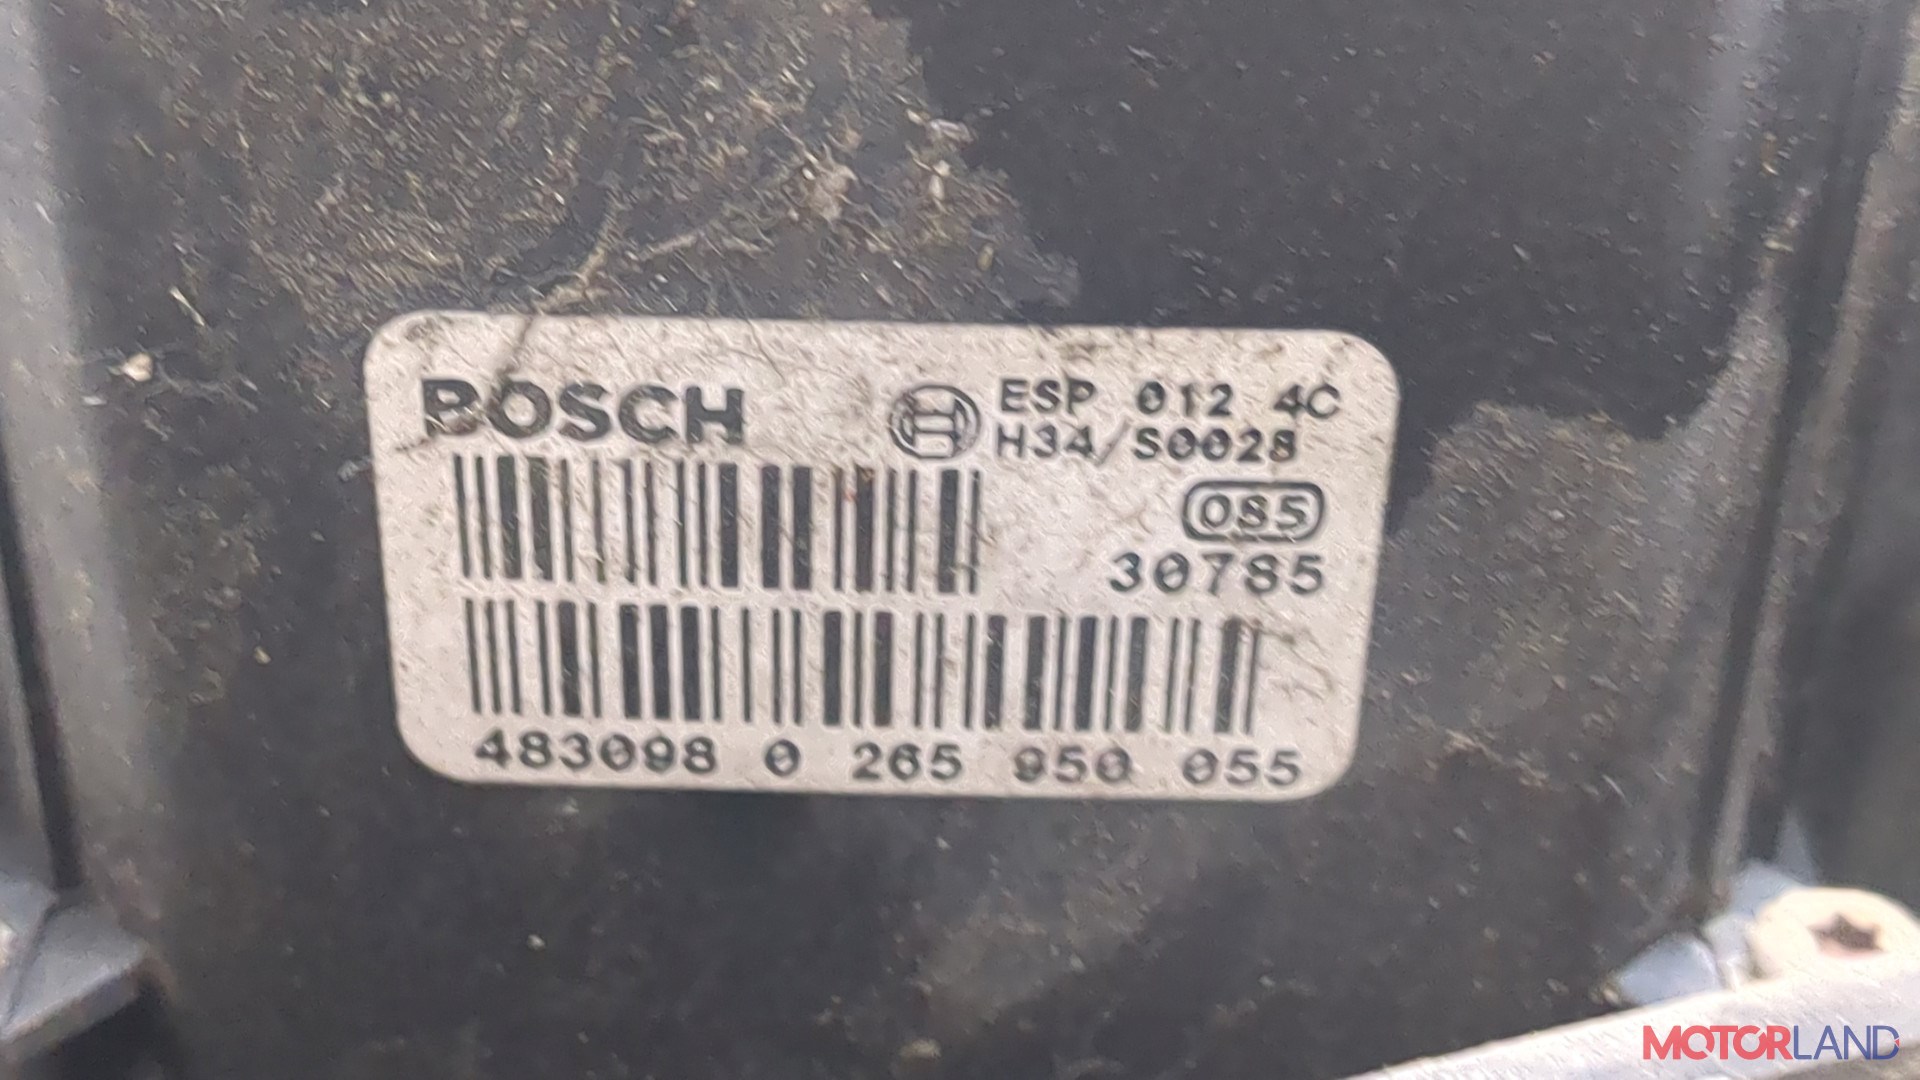 BOSCH
ESP 012 4C
H34/S0028
085
30785
483098 0 265 950 055
MOTORLAND